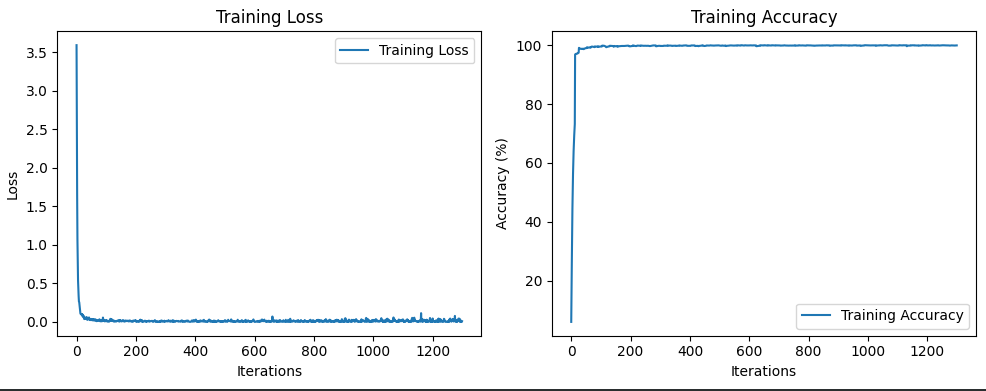 Training Loss
3.5
3.0
2.5
2.0
1.5
1.0
0.5
0.0
Loss
Training Loss
0 200 400 600 800 1000 1200
Iterations
Training Accuracy
100
80
60
40
20
Accuracy (%)
Training Accuracy
0 200 400 600 800 1000 1200
Iterations